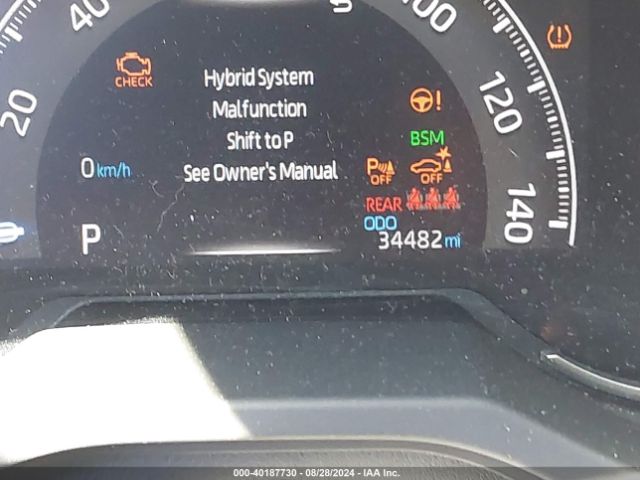 40
S
100
120
140
20
CHECK
Hybrid System
Malfunction
Shift to P
See Owner's Manual
!
BSM
P OFF
OFF
0 km/h
REAR
ODO
34482 mi
P
000-40187730 - 08/28/2024 - IAA Inc.